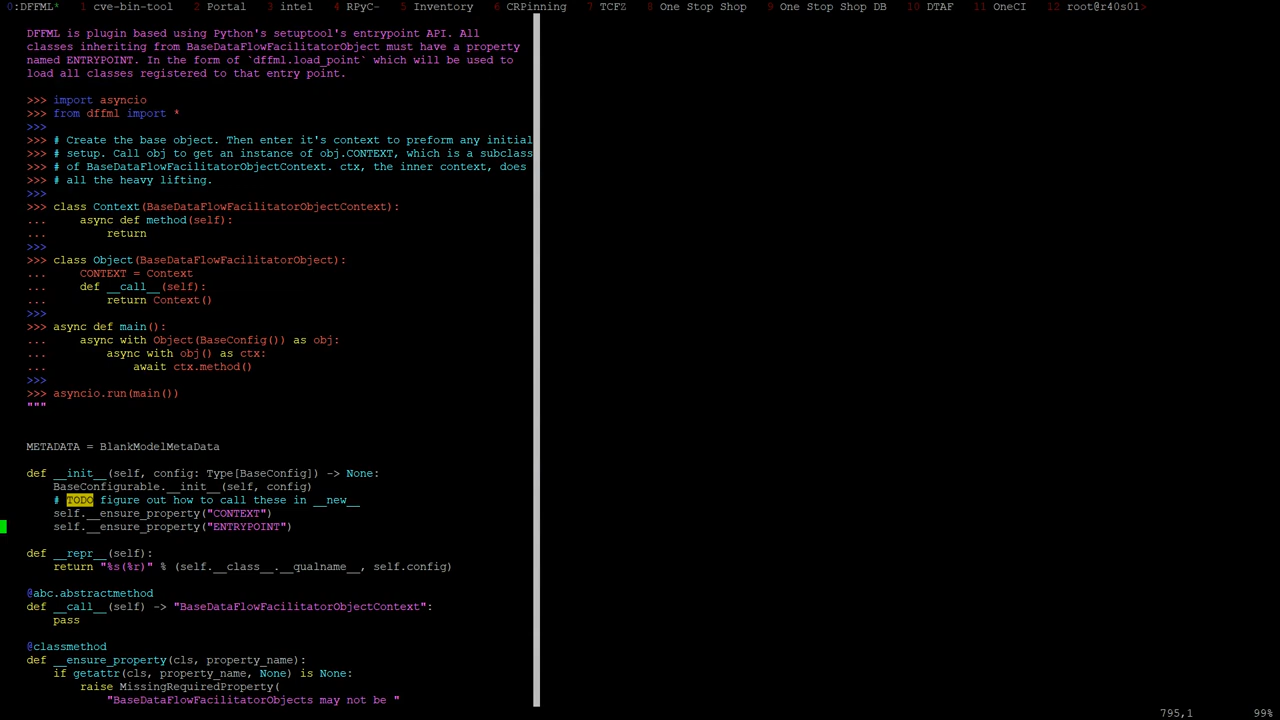 0:DFFML* 1 cve-bin-tool 2 Portal 3 intel 4 RPyC- 5 Inventory 6 CRPinning 7 TCFZ 8 One Stop Shop 9 One Stop Shop DB 10 DTAF 11 OneCI 12 root@r40s01>
DFFML is plugin based using Python's setuptool's entrypoint API. All
classes inheriting from BaseDataFlowFacilitatorObject must have a property
named ENTRYPOINT. In the form of `dffml.load_point` which will be used to
load all classes registered to that entry point.
>>> import asyncio
>>> from dffml import *
>>>
>>> # Create the base object. Then enter it's context to preform any initial
>>> # setup. Call obj to get an instance of obj.CONTEXT, which is a subclass
>>> # of BaseDataFlowFacilitatorObjectContext. ctx, the inner context, does
>>> # all the heavy lifting.
>>>
>>> class Context(BaseDataFlowFacilitatorObjectContext):
...     async def method(self):
...         return
>>>
>>> class Object(BaseDataFlowFacilitatorObject):
...     CONTEXT = Context
...     def __call__(self):
...         return Context()
>>>
>>> async def main():
...     async with Object(BaseConfig()) as obj:
...         async with obj() as ctx:
...             await ctx.method()
>>>
>>> asyncio.run(main())
"""
METADATA = BlankModelMetaData
def __init__(self, config: Type[BaseConfig]) -> None:
    BaseConfigurable.__init__(self, config)
    # TODO figure out how to call these in __new__
    self.__ensure_property("CONTEXT")
    self.__ensure_property("ENTRYPOINT")
def __repr__(self):
    return "%s(%r)" % (self.__class__.__qualname__, self.config)
@abc.abstractmethod
def __call__(self) -> "BaseDataFlowFacilitatorObjectContext":
    pass
@classmethod
def __ensure_property(cls, property_name):
    if getattr(cls, property_name, None) is None:
        raise MissingRequiredProperty(
            "BaseDataFlowFacilitatorObjects may not be "
795,1 99%